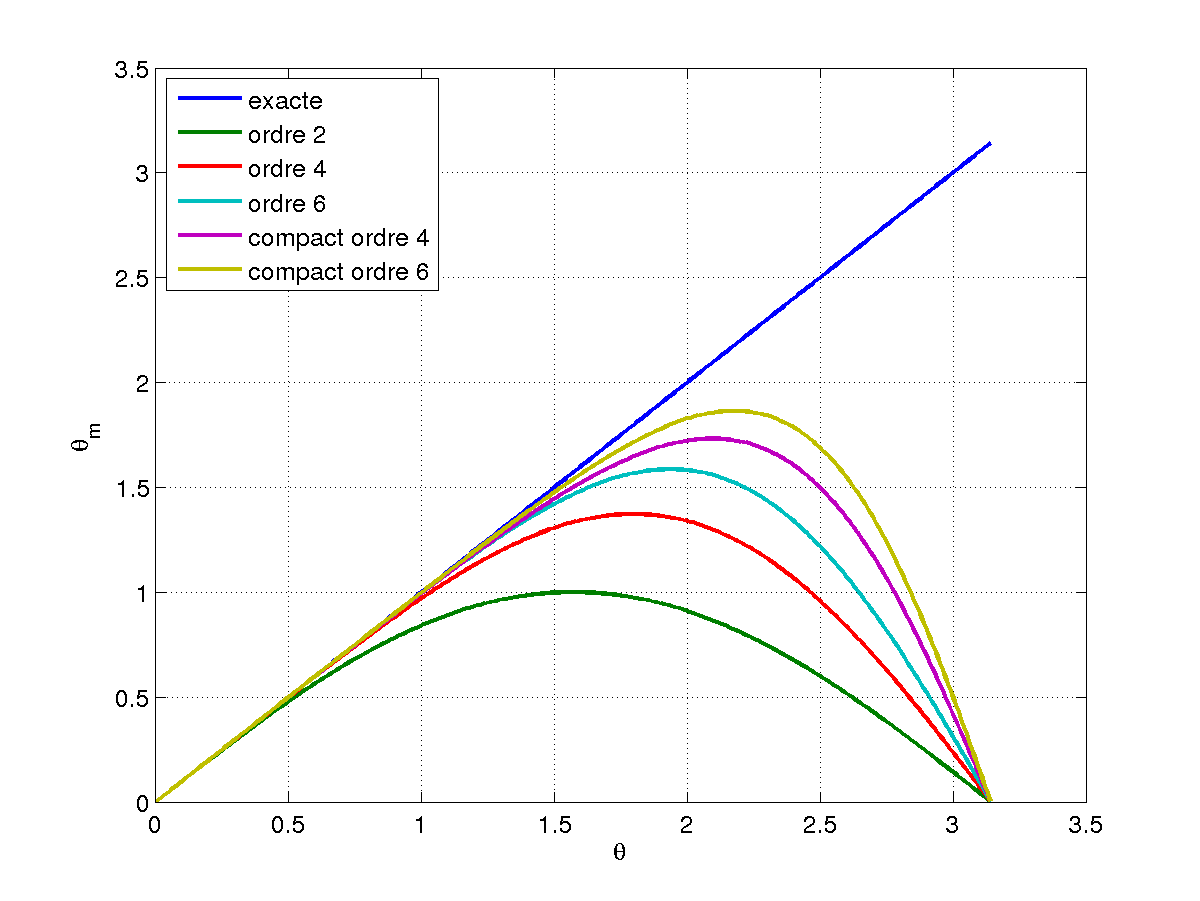 3.5
3
2.5
2
1.5
1
0.5
0
θm
exacte
ordre 2
ordre 4
ordre 6
compact ordre 4
compact ordre 6
0 0.5 1 1.5 2 2.5 3 3.5
θ